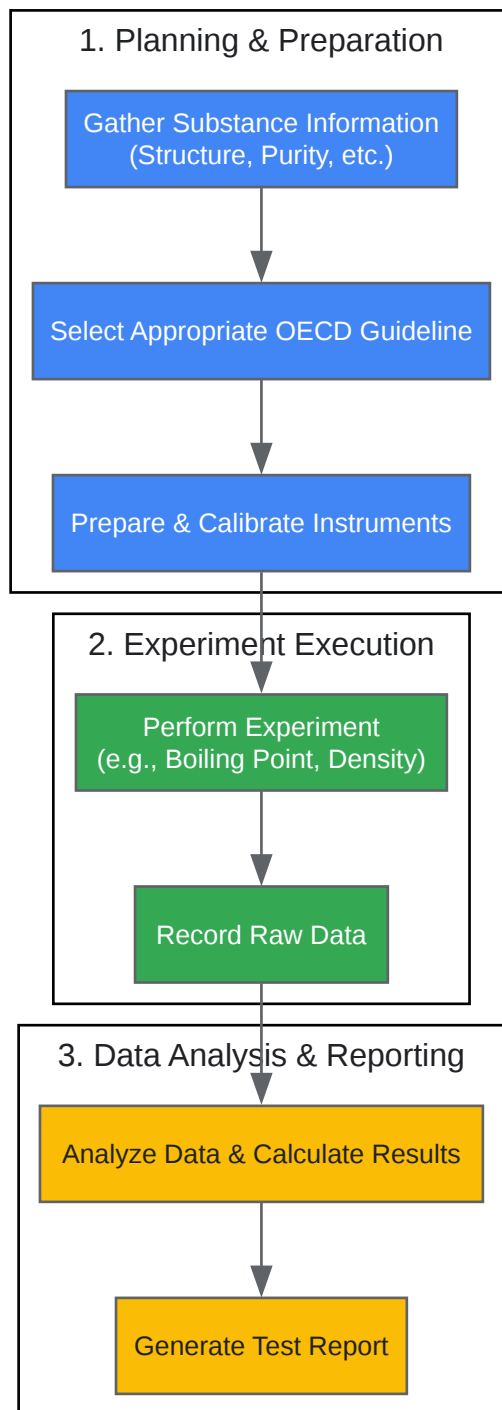 1. Planning & Preparation
Gather Substance Information
(Structure, Purity, etc.)
Select Appropriate OECD Guideline
Prepare & Calibrate Instruments
2. Experiment Execution
Perform Experiment
(e.g., Boiling Point, Density)
Record Raw Data
3. Data Analysis & Reporting
Analyze Data & Calculate Results
Generate Test Report